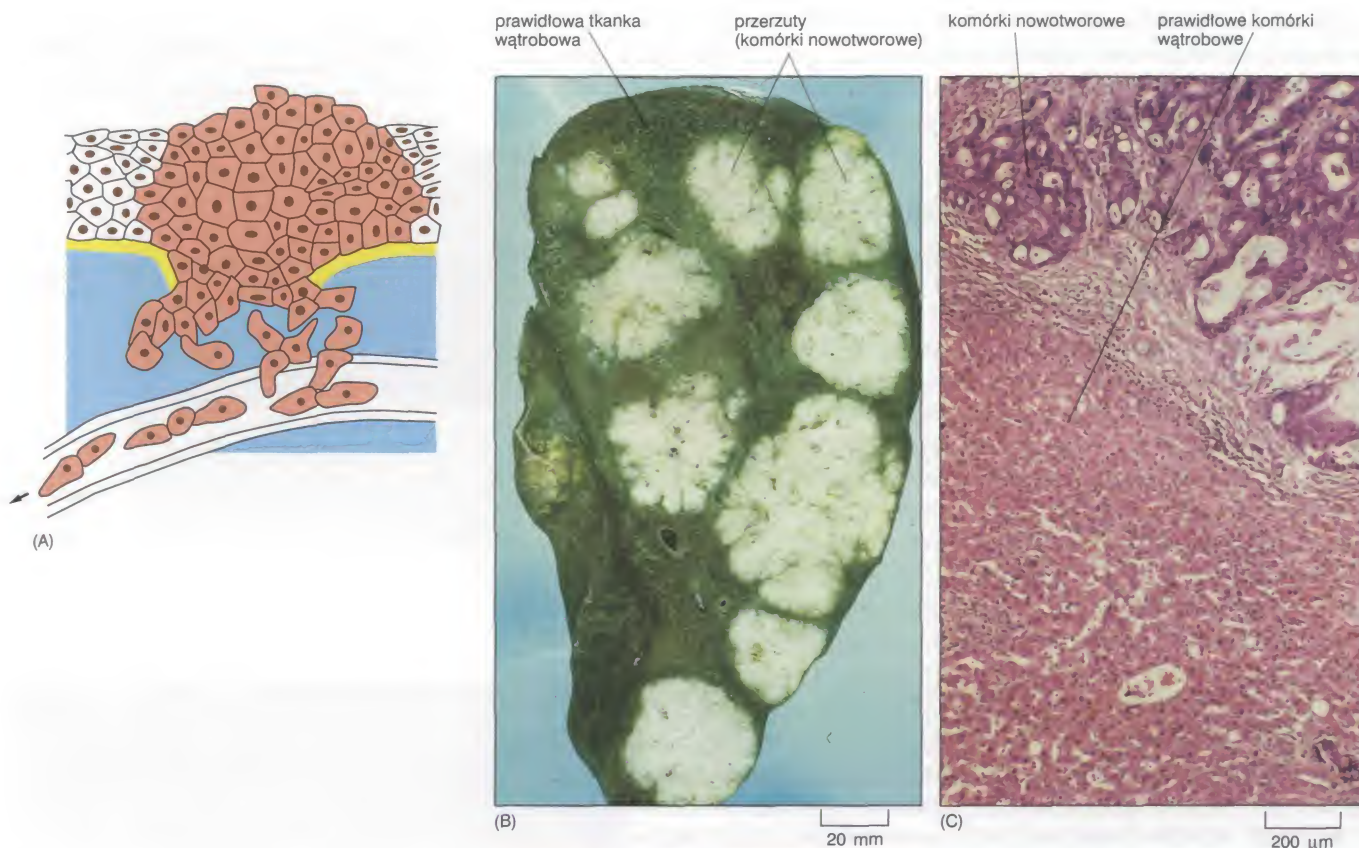 prawidłowa tkanka
wątrobowa
przerzuty
(komórki nowotworowe)
komórki nowotworowe
prawidłowe komórki
wątrobowe
(A)
(B)
20 mm
(C)
200 µm